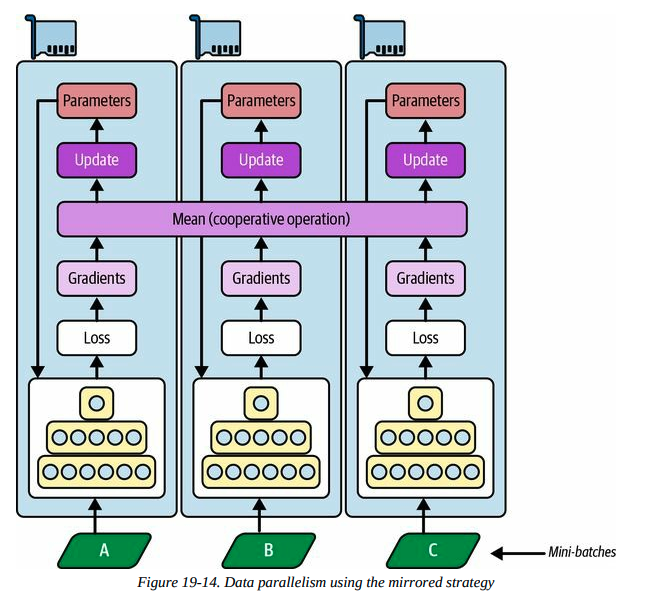 Parameters Parameters Parameters
Update Update Update
Mean (cooperative operation)
Gradients Gradients Gradients
Loss Loss Loss
A B C
Mini-batches
Figure 19-14. Data parallelism using the mirrored strategy